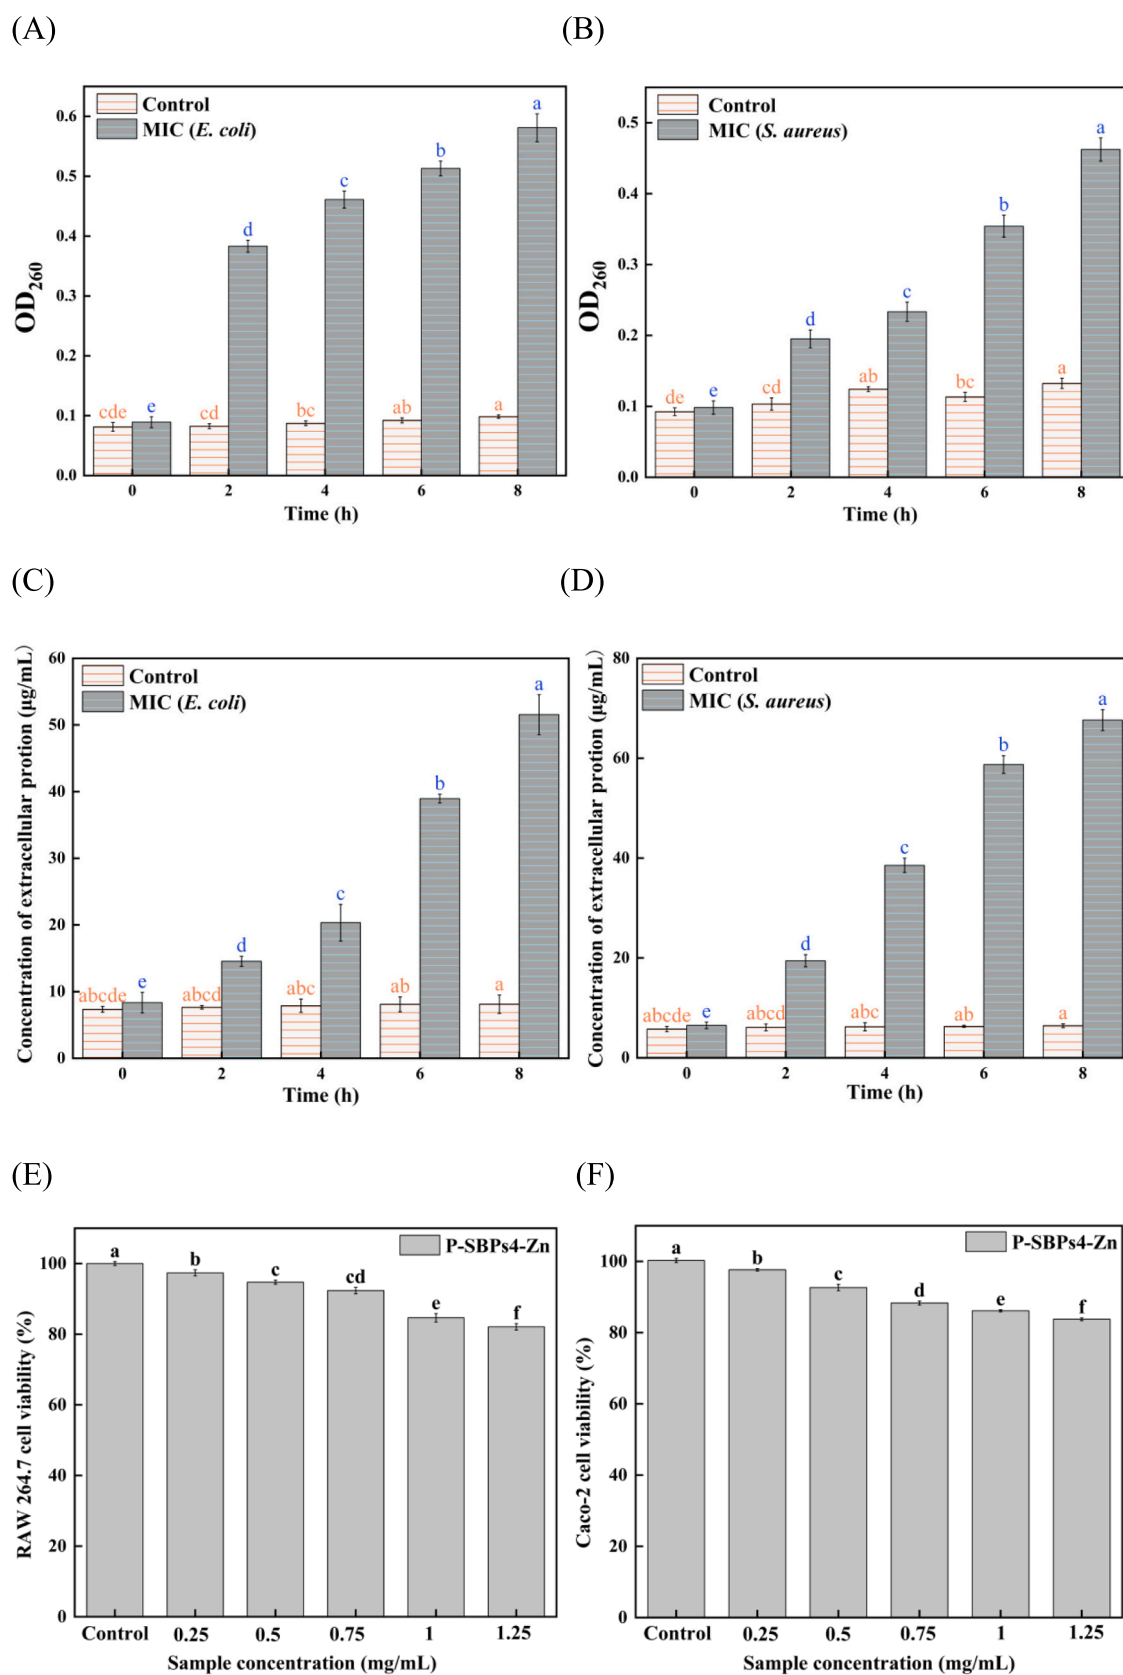 (A)
(B)
Control
MIC (E. coli)
OD260
0.6
0.5
0.4
0.3
0.2
0.1
0.0
cde
e
cd
d
bc
c
ab
b
a
a
0
2
4
6
8
Time (h)
Control
MIC (S. aureus)
OD260
0.5
0.4
0.3
0.2
0.1
0.0
de
e
cd
d
ab
c
bc
b
a
a
0
2
4
6
8
Time (h)
(C)
(D)
Control
MIC (E. coli)
Concentration of extracellular protion (μg/mL)
60
50
40
30
20
10
0
abcde
e
abcd
d
abc
c
ab
b
a
a
0
2
4
6
8
Time (h)
Control
MIC (S. aureus)
Concentration of extracellular protion (μg/mL)
80
60
40
20
0
abcde
e
abcd
d
abc
c
ab
b
a
a
0
2
4
6
8
Time (h)
(E)
(F)
P-SBPs4-Zn
RAW 264.7 cell viability (%)
100
80
60
40
20
0
a
b
c
cd
e
f
Control
0.25
0.5
0.75
1
1.25
Sample concentration (mg/mL)
P-SBPs4-Zn
Caco-2 cell viability (%)
100
80
60
40
20
0
a
b
c
d
e
f
Control
0.25
0.5
0.75
1
1.25
Sample concentration (mg/mL)